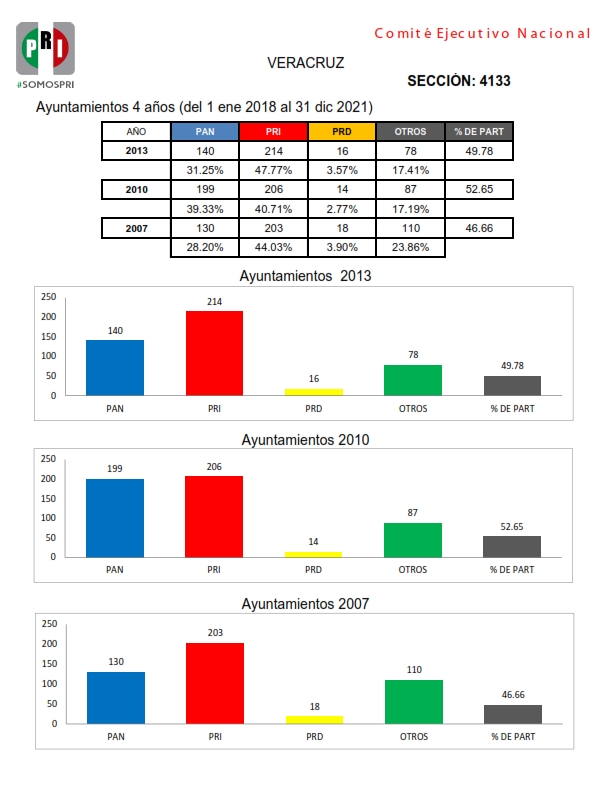 Comité Ejecutivo Nacional
PRI
#SOMOSPRI
VERACRUZ
SECCIÓN: 4133
Ayuntamientos 4 años (del 1 ene 2018 al 31 dic 2021)
AÑO PAN PRI PRD OTROS % DE PART
2013 140 214 16 78 49.78
31.25% 47.77% 3.57% 17.41%
2010 199 206 14 87 52.65
39.33% 40.71% 2.77% 17.19%
2007 130 203 18 110 46.66
28.20% 44.03% 3.90% 23.86%
Ayuntamientos 2013
250
200
150
100
50
0
140
214
16
78
49.78
PAN PRI PRD OTROS % DE PART
Ayuntamientos 2010
250
200
150
100
50
0
199
206
14
87
52.65
PAN PRI PRD OTROS % DE PART
Ayuntamientos 2007
250
200
150
100
50
0
130
203
18
110
46.66
PAN PRI PRD OTROS % DE PART